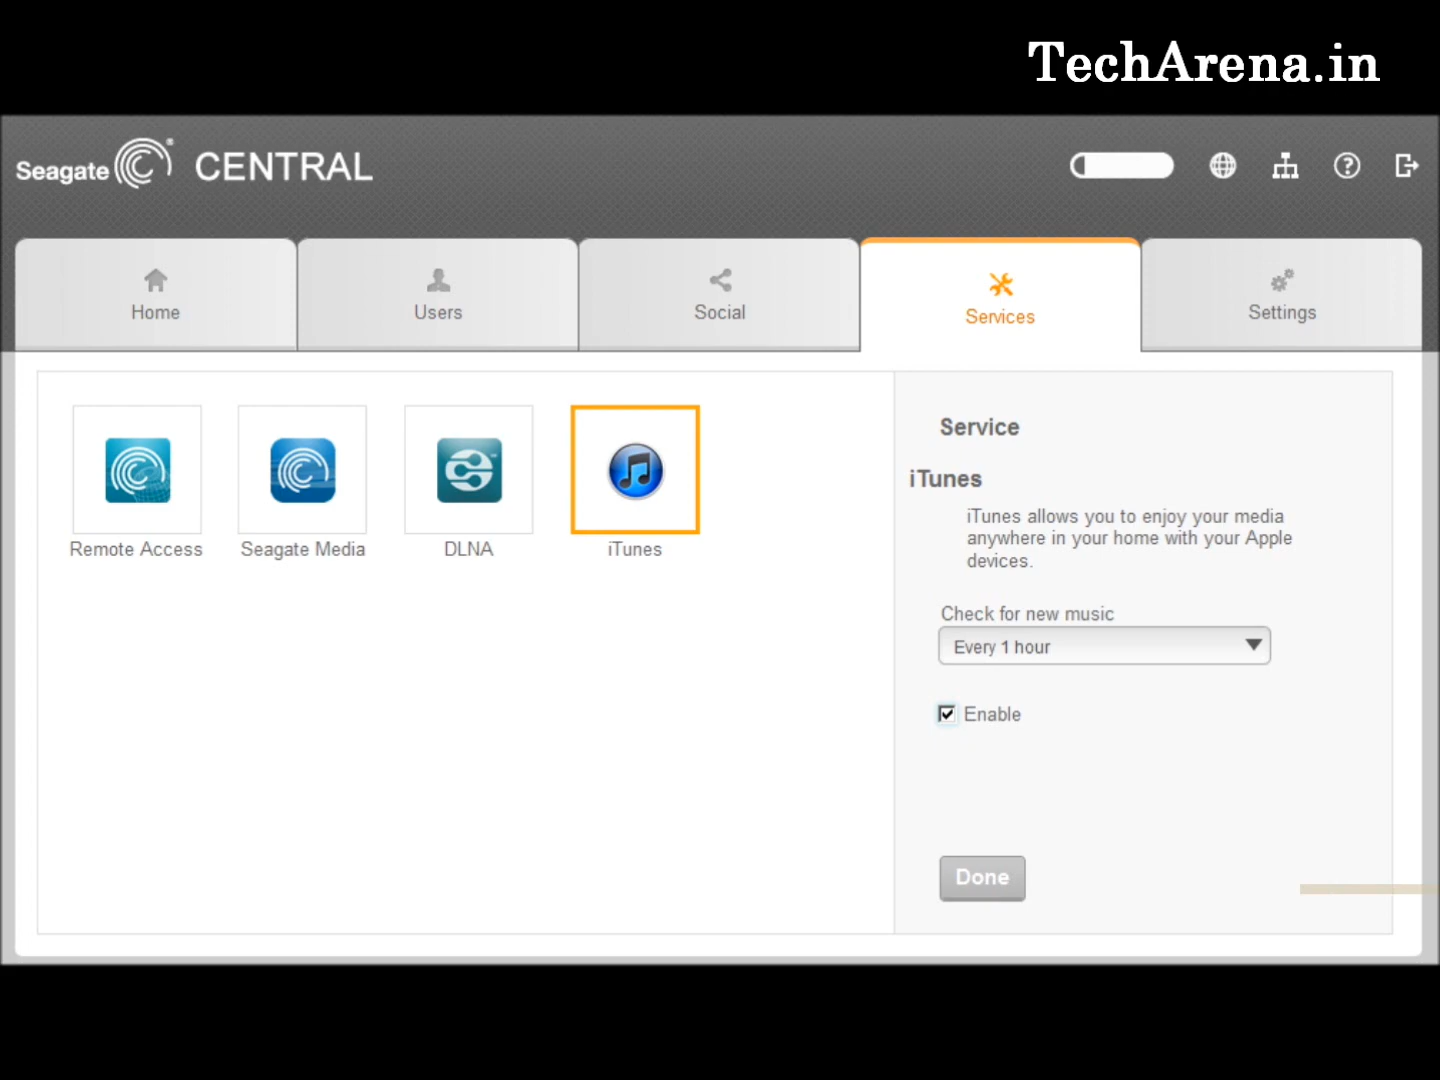 TechArena.in
Seagate CENTRAL
Home
Users
Social
Services
Settings
Remote Access
Seagate Media
DLNA
iTunes
Service
iTunes
iTunes allows you to enjoy your media
anywhere in your home with your Apple
devices.
Check for new music
Every 1 hour
Enable
Done